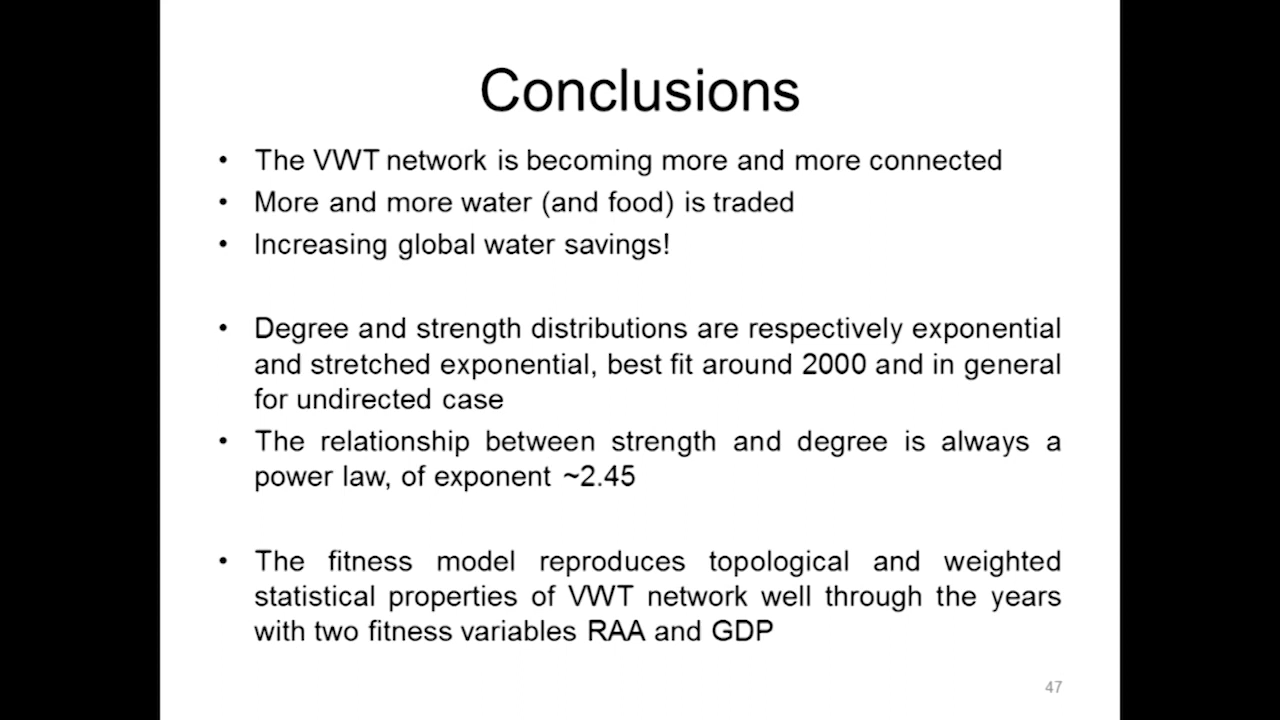 Conclusions
• The VWT network is becoming more and more connected
• More and more water (and food) is traded
• Increasing global water savings!
• Degree and strength distributions are respectively exponential
and stretched exponential, best fit around 2000 and in general
for undirected case
• The relationship between strength and degree is always a
power law, of exponent ~2.45
• The fitness model reproduces topological and weighted
statistical properties of VWT network well through the years
with two fitness variables RAA and GDP
47